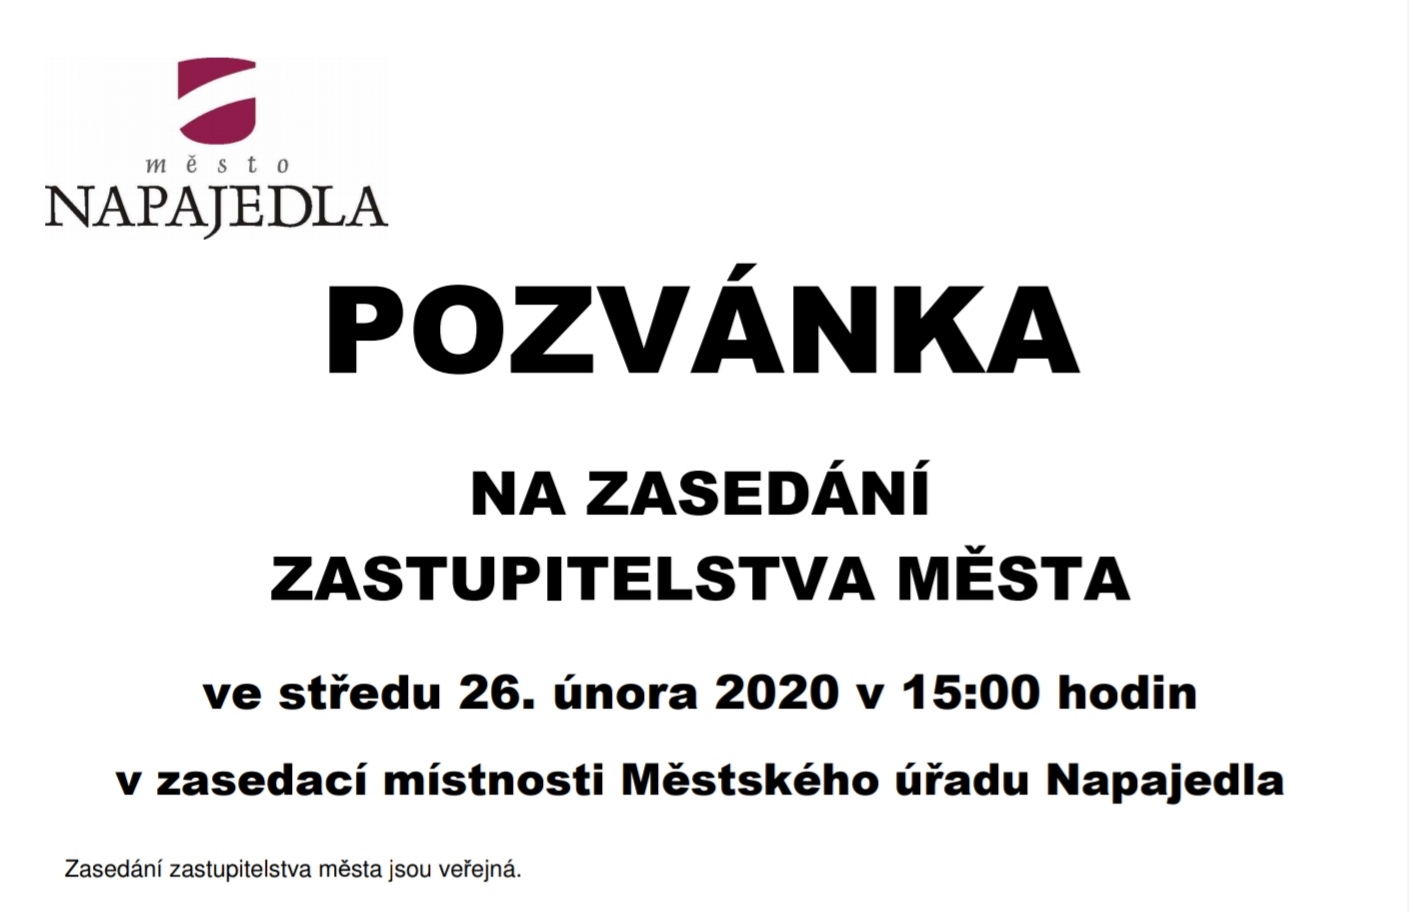 město
NAPAJEDLA
POZVÁNKA
NA ZASEDÁNÍ
ZASTUPITELSTVA MĚSTA
ve středu 26. února 2020 v 15:00 hodin
v zasedací místnosti Městského úřadu Napajedla
Zasedání zastupitelstva města jsou veřejná.